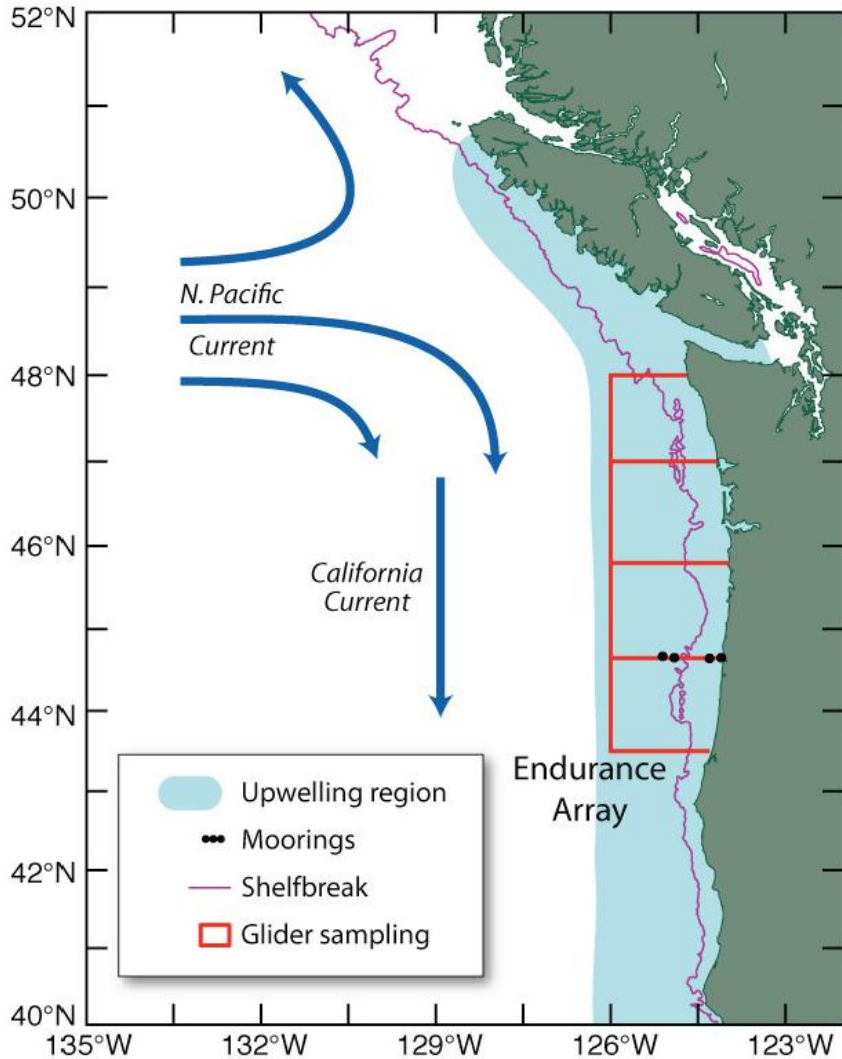 52°N
50°N
48°N
46°N
44°N
42°N
40°N
N. Pacific
Current
California
Current
Endurance
Array
Upwelling region
Moorings
Shelfbreak
Glider sampling
135°W
132°W
129°W
126°W
123°W